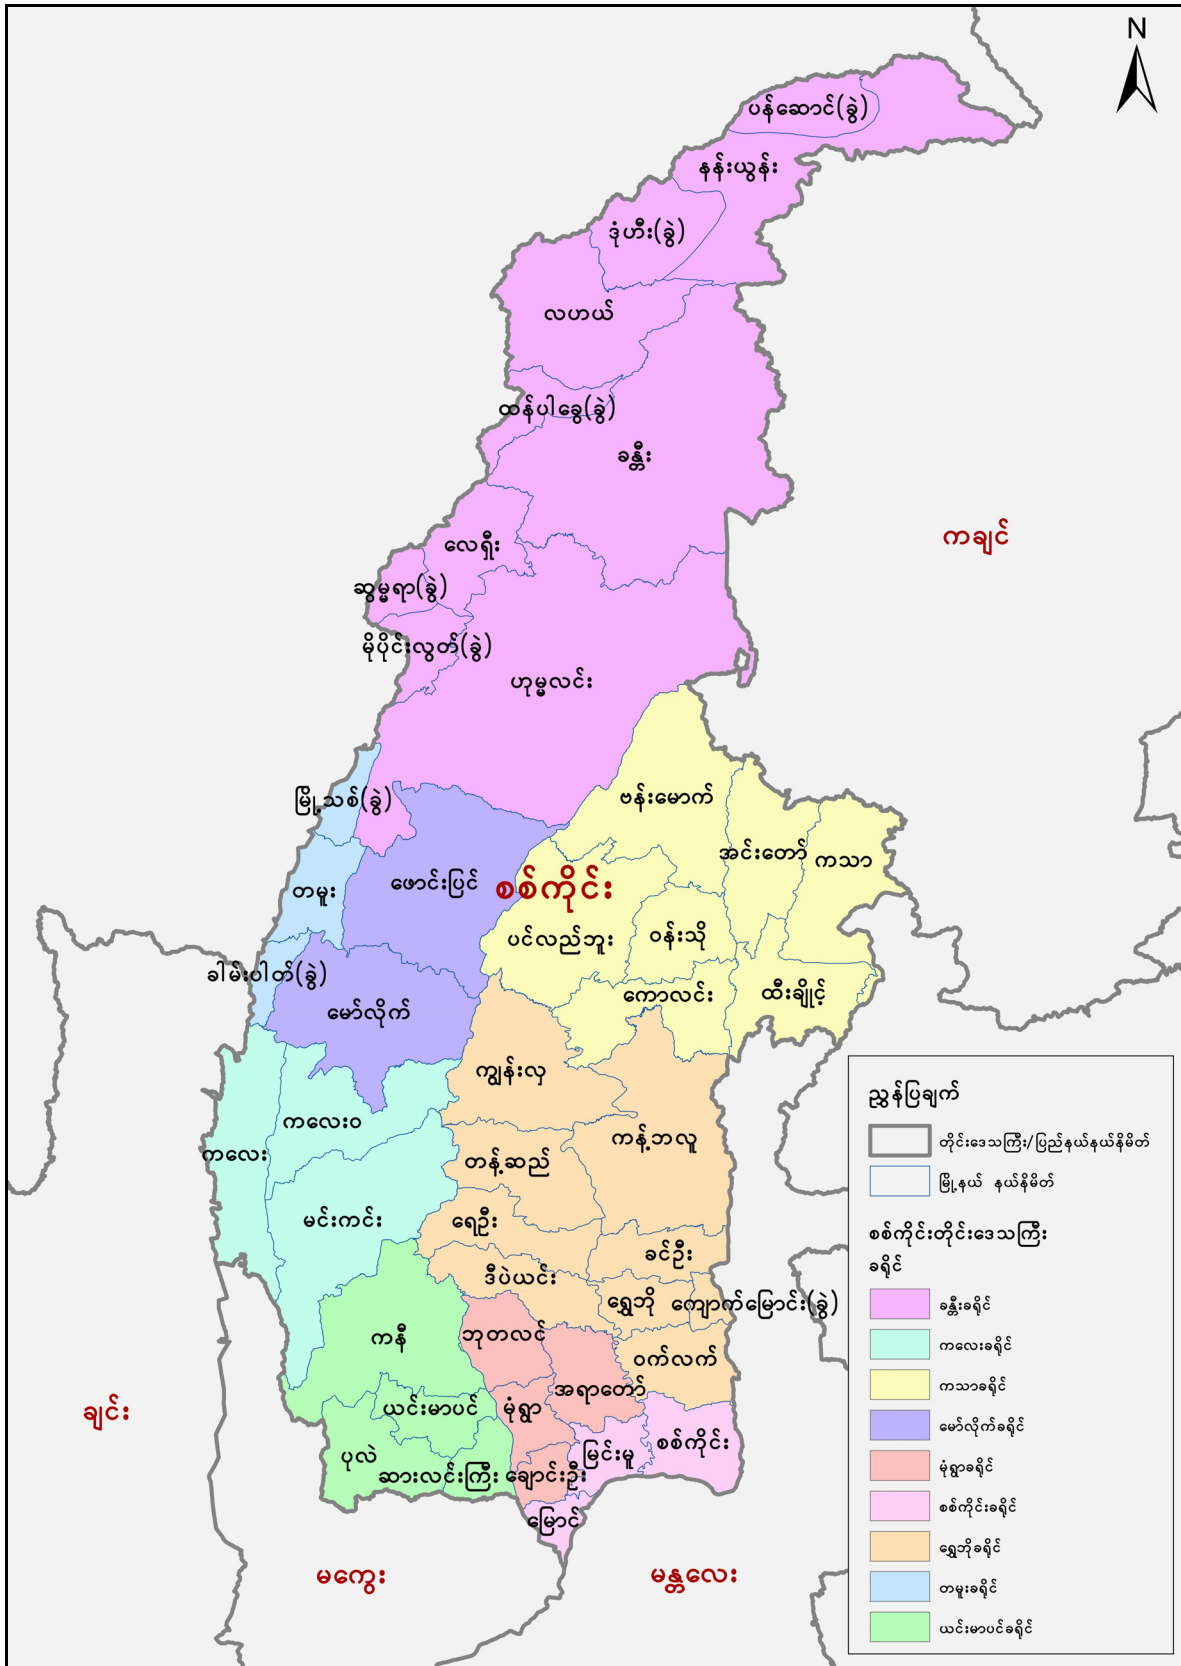 N
ပန်ဆောင်(ခွဲ)
နန်းယွန်း
ဒုံဟီး(ခွဲ)
လဟယ်
ထန်ပါခွေ(ခွဲ)
ခန္တီး
ကချင်
လေရှီး
ဆွမ္မရာ(ခွဲ)
မိုပိုင်းလွတ်(ခွဲ)
ဟုမ္မလင်း
မြို့သစ်(ခွဲ)
ဗန်းမောက်
အင်းတော်
ကသာ
တမူး
ဖောင်းပြင်
စစ်ကိုင်း
ပင်လည်ဘူး
ဝန်းသို
ခါမ်းပါတ်(ခွဲ)
မော်လိုက်
ကောလင်း
ထီးချိုင့်
ကျွန်းလှ
ကလေးဝ
ကလေး
ကန့်ဘလူ
တန့်ဆည်
မင်းကင်း
ရေဦး
ခင်ဦး
ဒီပဲယင်း
ရွှေဘို
ကျောက်မြောင်း(ခွဲ)
ကနီ
ဘုတလင်
ဝက်လက်
အရာတော်
ယင်းမာပင်
မုံရွာ
ချင်း
ပုလဲ
ဆားလင်းကြီး
ချောင်းဦး
မြင်းမူ
စစ်ကိုင်း
မြောင်
မကွေး
မန္တလေး
ညွှန်ပြချက်
တိုင်းဒေသကြီး/ပြည်နယ်နယ်နိမိတ်
မြို့နယ် နယ်နိမိတ်
စစ်ကိုင်းတိုင်းဒေသကြီး
ခရိုင်
ခန္တီးခရိုင်
ကလေးခရိုင်
ကသာခရိုင်
မော်လိုက်ခရိုင်
မုံရွာခရိုင်
စစ်ကိုင်းခရိုင်
ရွှေဘိုခရိုင်
တမူးခရိုင်
ယင်းမာပင်ခရိုင်